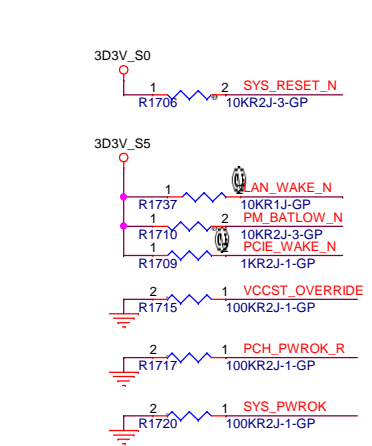 3D3V_S0
1 2 SYS_RESET_N
R1706 10KR2J-3-GP
3D3V_S5
1 LAN_WAKE_N
R1737 10KR1J-GP
1 2 PM_BATLOW_N
R1710 10KR2J-3-GP
1 2 PCIE_WAKE_N
R1709 1KR2J-1-GP
2 1 VCCST_OVERRIDE
R1715 100KR2J-1-GP
2 1 PCH_PWROK_R
R1717 100KR2J-1-GP
2 1 SYS_PWROK
R1720 100KR2J-1-GP